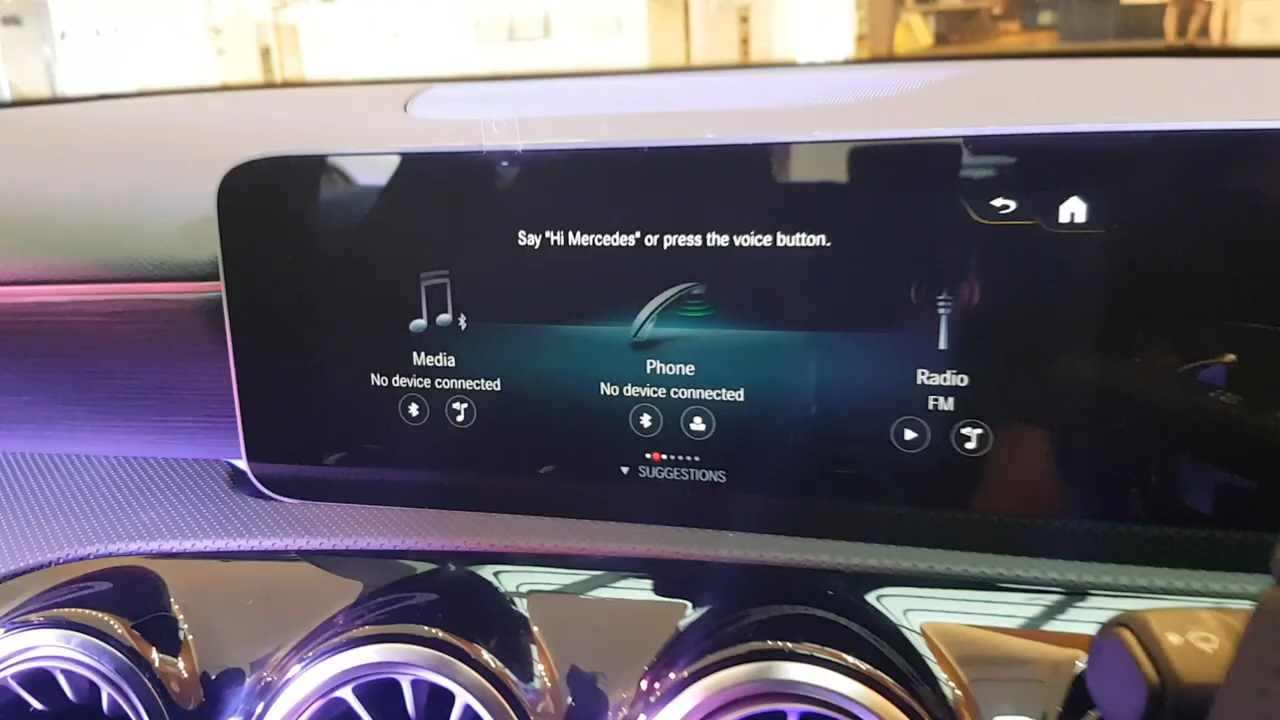 Say "Hi Mercedes" or press the voice button.
Media
No device connected
Phone
No device connected
Radio
FM
SUGGESTIONS